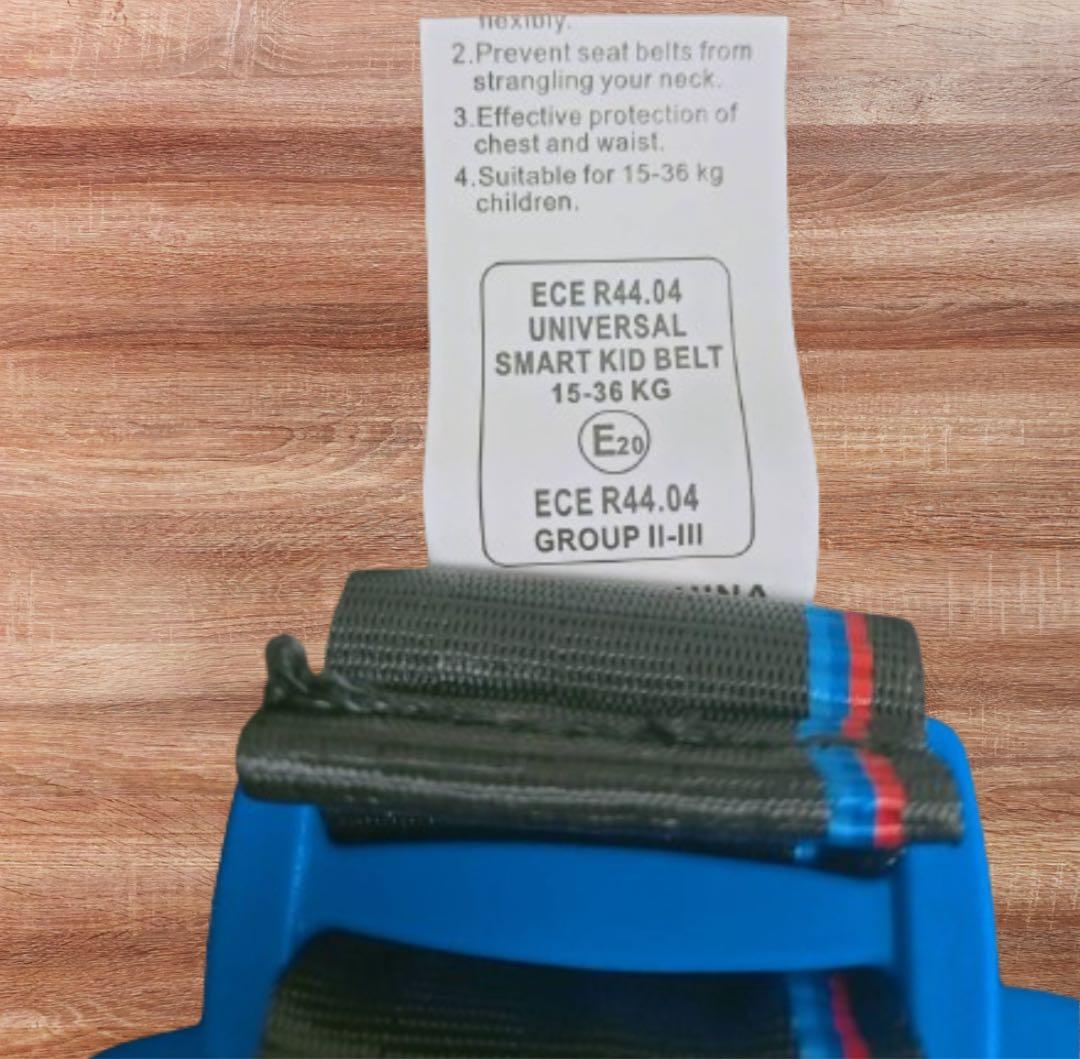 flexibly.
2.Prevent seat belts from
strangling your neck.
3.Effective protection of
chest and waist.
4.Suitable for 15-36 kg
children.
ECE R44.04
UNIVERSAL
SMART KID BELT
15-36 KG
E20
ECE R44.04
GROUP II-III